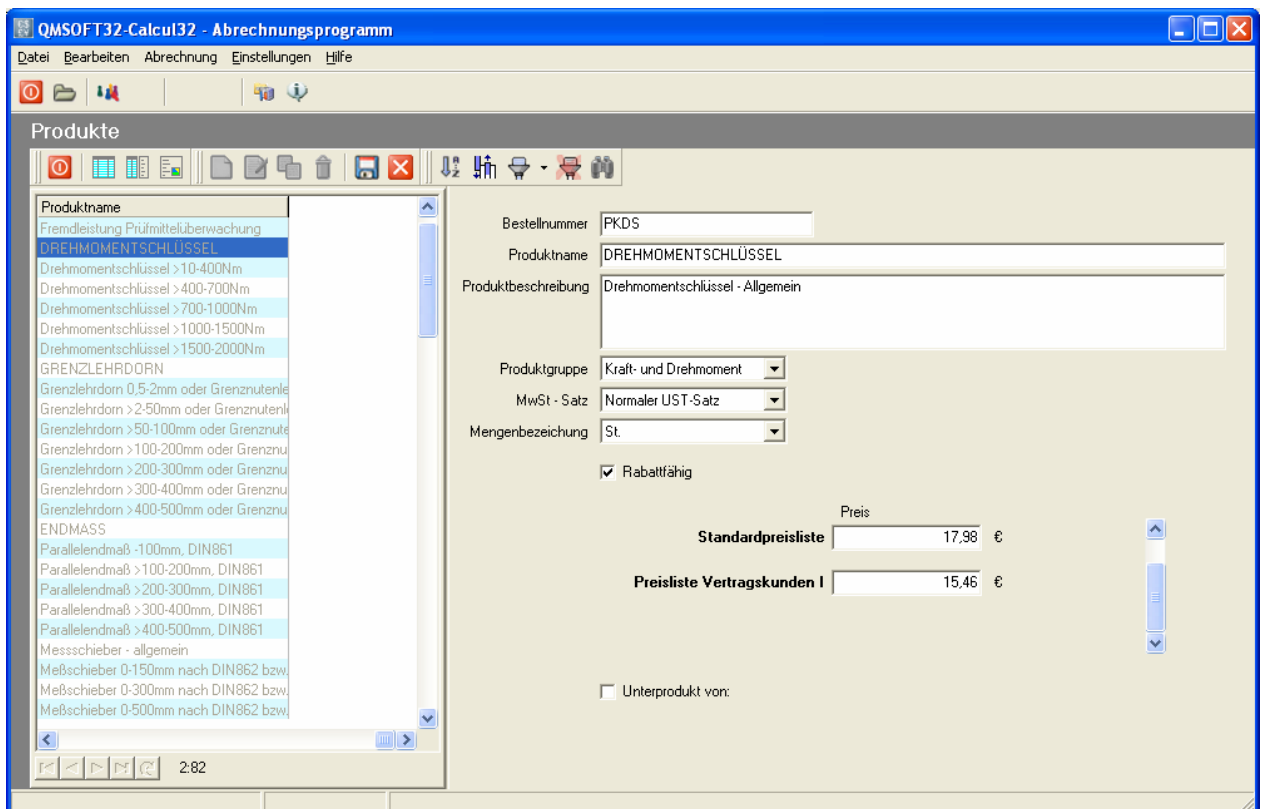 QMSOFT32-Calcul32 - Abrechnungsprogramm
Datei Bearbeiten Abrechnung Einstellungen Hilfe
Produkte
Produktname
Fremdleistung Prüfmittelüberwachung
DREHMOMENTSCHLÜSSEL
Drehmomentschlüssel >10-400Nm
Drehmomentschlüssel >400-700Nm
Drehmomentschlüssel >700-1000Nm
Drehmomentschlüssel >1000-1500Nm
Drehmomentschlüssel >1500-2000Nm
GRENZLEHRDORN
Grenzlehrdorn 0,5-2mm oder Grenznutenle
Grenzlehrdorn >2-50mm oder Grenznutenl
Grenzlehrdorn >50-100mm oder Grenznute
Grenzlehrdorn >100-200mm oder Grenznu
Grenzlehrdorn >200-300mm oder Grenznu
Grenzlehrdorn >300-400mm oder Grenznu
Grenzlehrdorn >400-500mm oder Grenznu
ENDMASS
Parallelendmaß -100mm, DIN861
Parallelendmaß >100-200mm, DIN861
Parallelendmaß >200-300mm, DIN861
Parallelendmaß >300-400mm, DIN861
Parallelendmaß >400-500mm, DIN861
Messschieber - allgemein
Meßschieber 0-150mm nach DIN862 bzw.
Meßschieber 0-300mm nach DIN862 bzw.
Meßschieber 0-500mm nach DIN862 bzw.
2:82
Bestellnummer PKDS
Produktname DREHMOMENTSCHLÜSSEL
Produktbeschreibung Drehmomentschlüssel - Allgemein
Produktgruppe Kraft- und Drehmoment
MwSt - Satz Normaler UST-Satz
Mengenbezeichung St.
Rabattfähig
Preis
Standardpreisliste 17,98 €
Preisliste Vertragskunden I 15,46 €
Unterprodukt von: